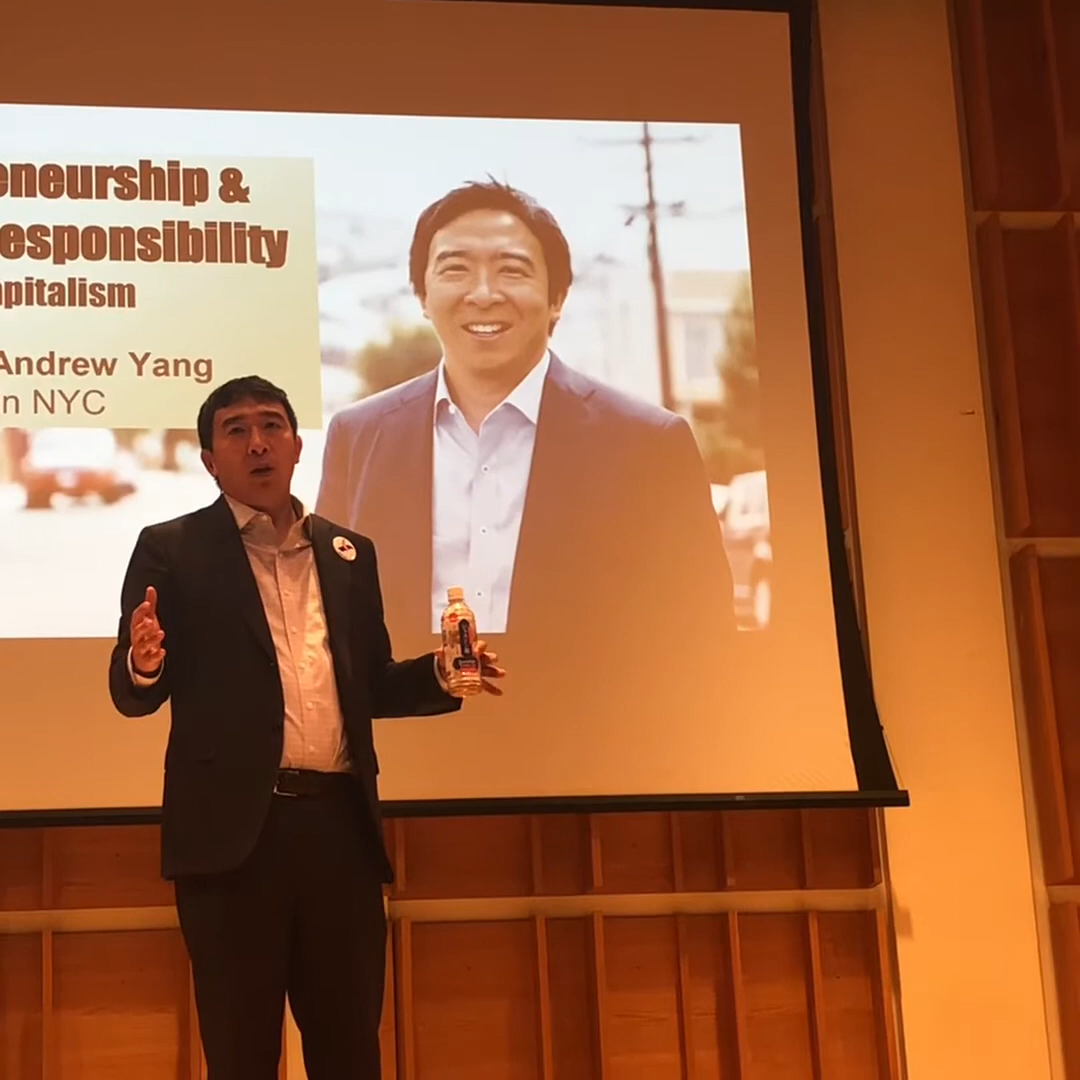 eneurship &
esponsibility
pitalism
Andrew Yang
n NYC